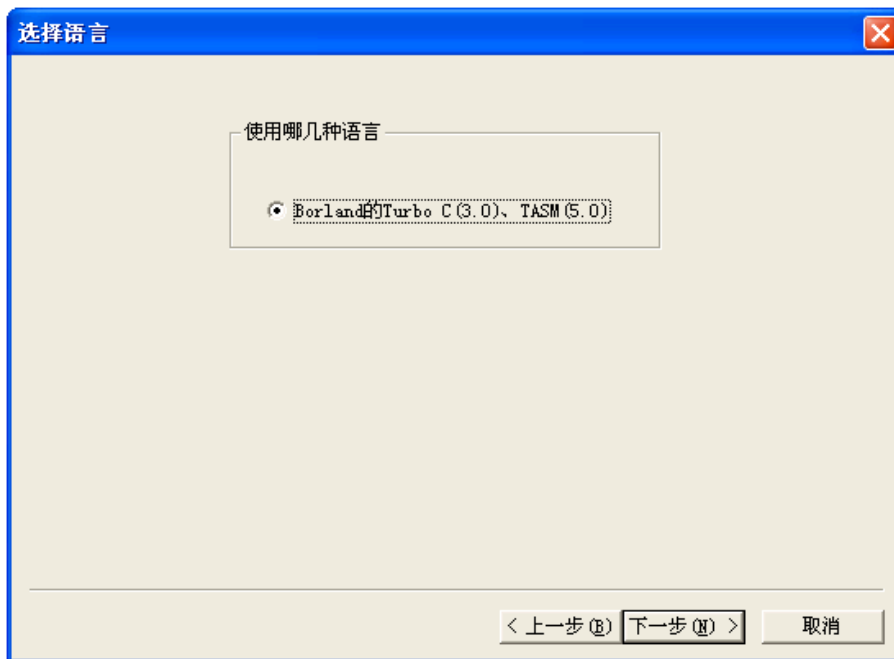 选择语言
使用哪几种语言
Borland的Turbo C(3.0)、TASM(5.0)
< 上一步(B) 下一步(N) > 取消